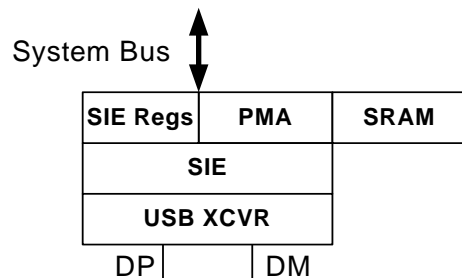 System Bus
SIE Regs PMA SRAM
SIE
USB XCVR
DP DM